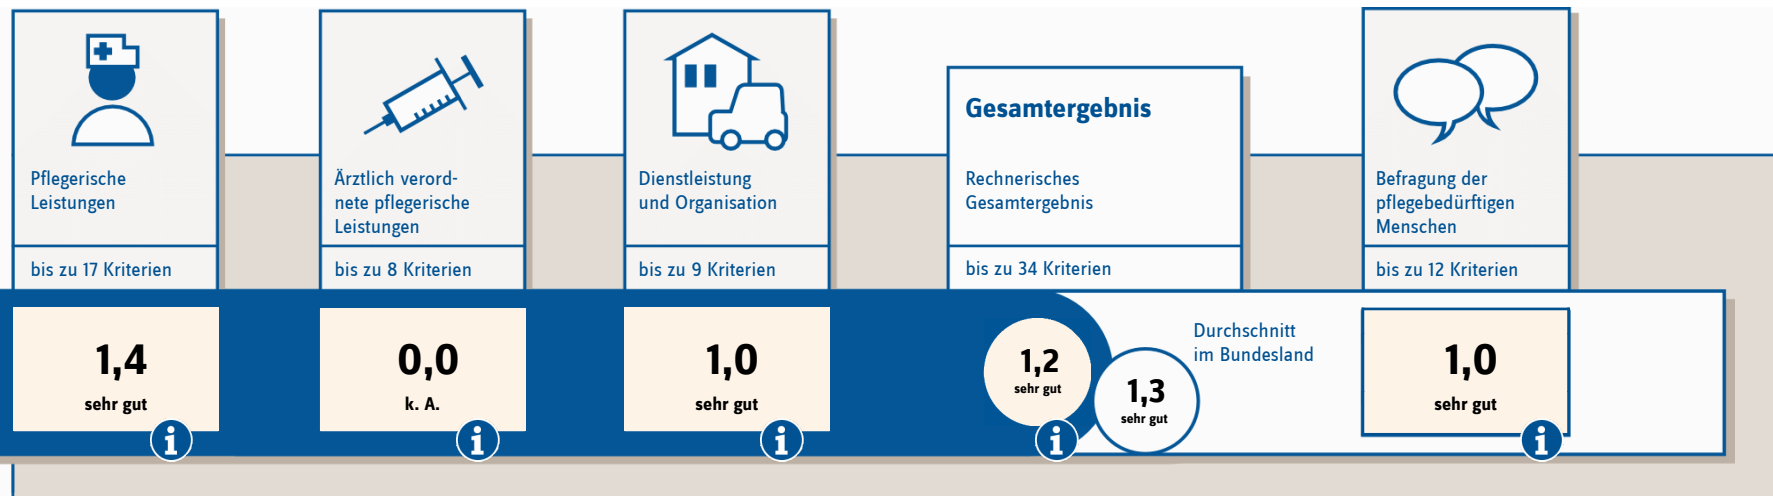 Pflegerische
Leistungen
bis zu 17 Kriterien
1,4
sehr gut
i
Ärztlich verord-
nete pflegerische
Leistungen
bis zu 8 Kriterien
0,0
k. A.
i
Dienstleistung
und Organisation
bis zu 9 Kriterien
1,0
sehr gut
i
Gesamtergebnis
Rechnerisches
Gesamtergebnis
bis zu 34 Kriterien
1,2
sehr gut
i
1,3
sehr gut
Durchschnitt
im Bundesland
Befragung der
pflegebedürftigen
Menschen
bis zu 12 Kriterien
1,0
sehr gut
i